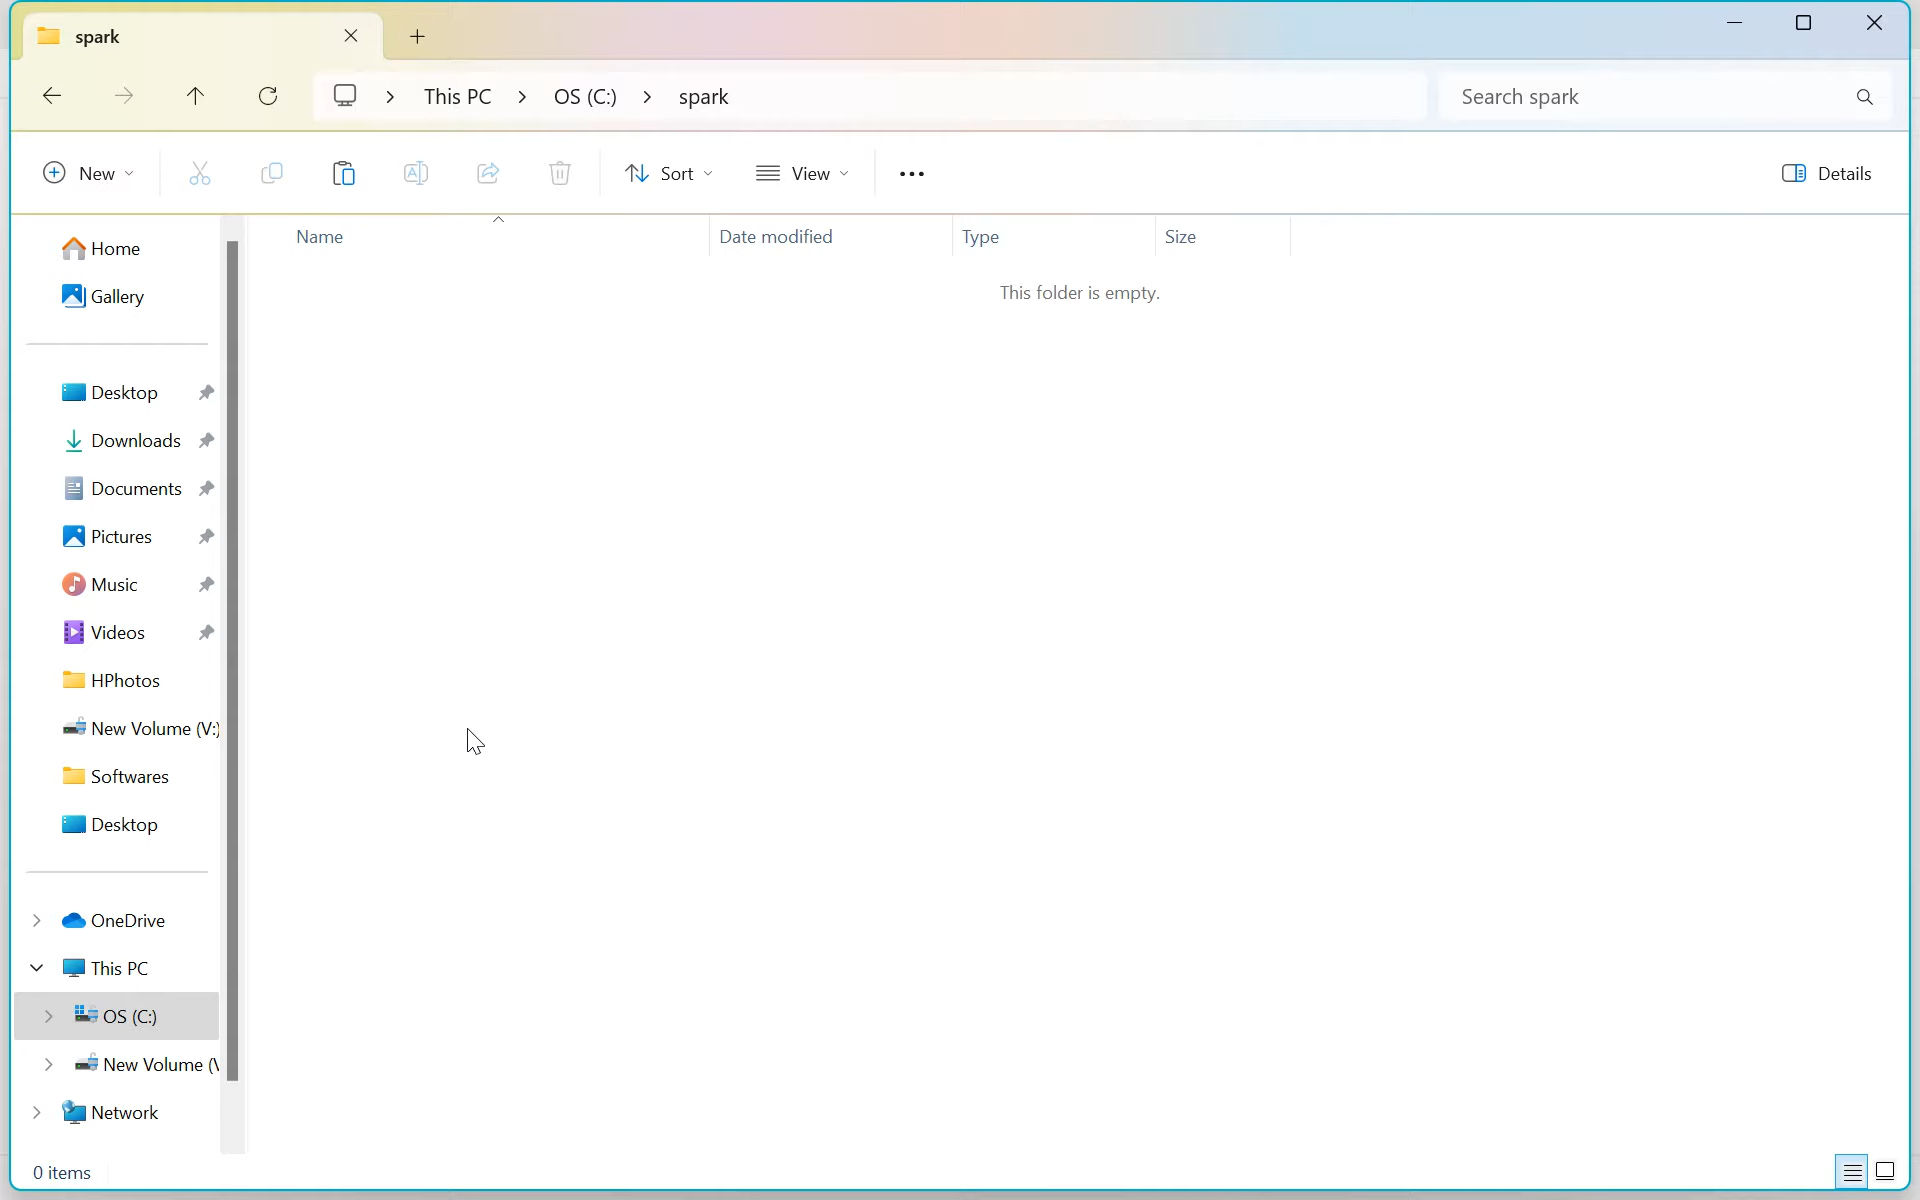 spark
This PC
OS (C:)
spark
Search spark
New
Sort
View
Details
Home
Gallery
Desktop
Downloads
Documents
Pictures
Music
Videos
HPhotos
New Volume (V:)
Softwares
Desktop
OneDrive
This PC
OS (C:)
New Volume (V
Network
Name
Date modified
Type
Size
This folder is empty.
0 items